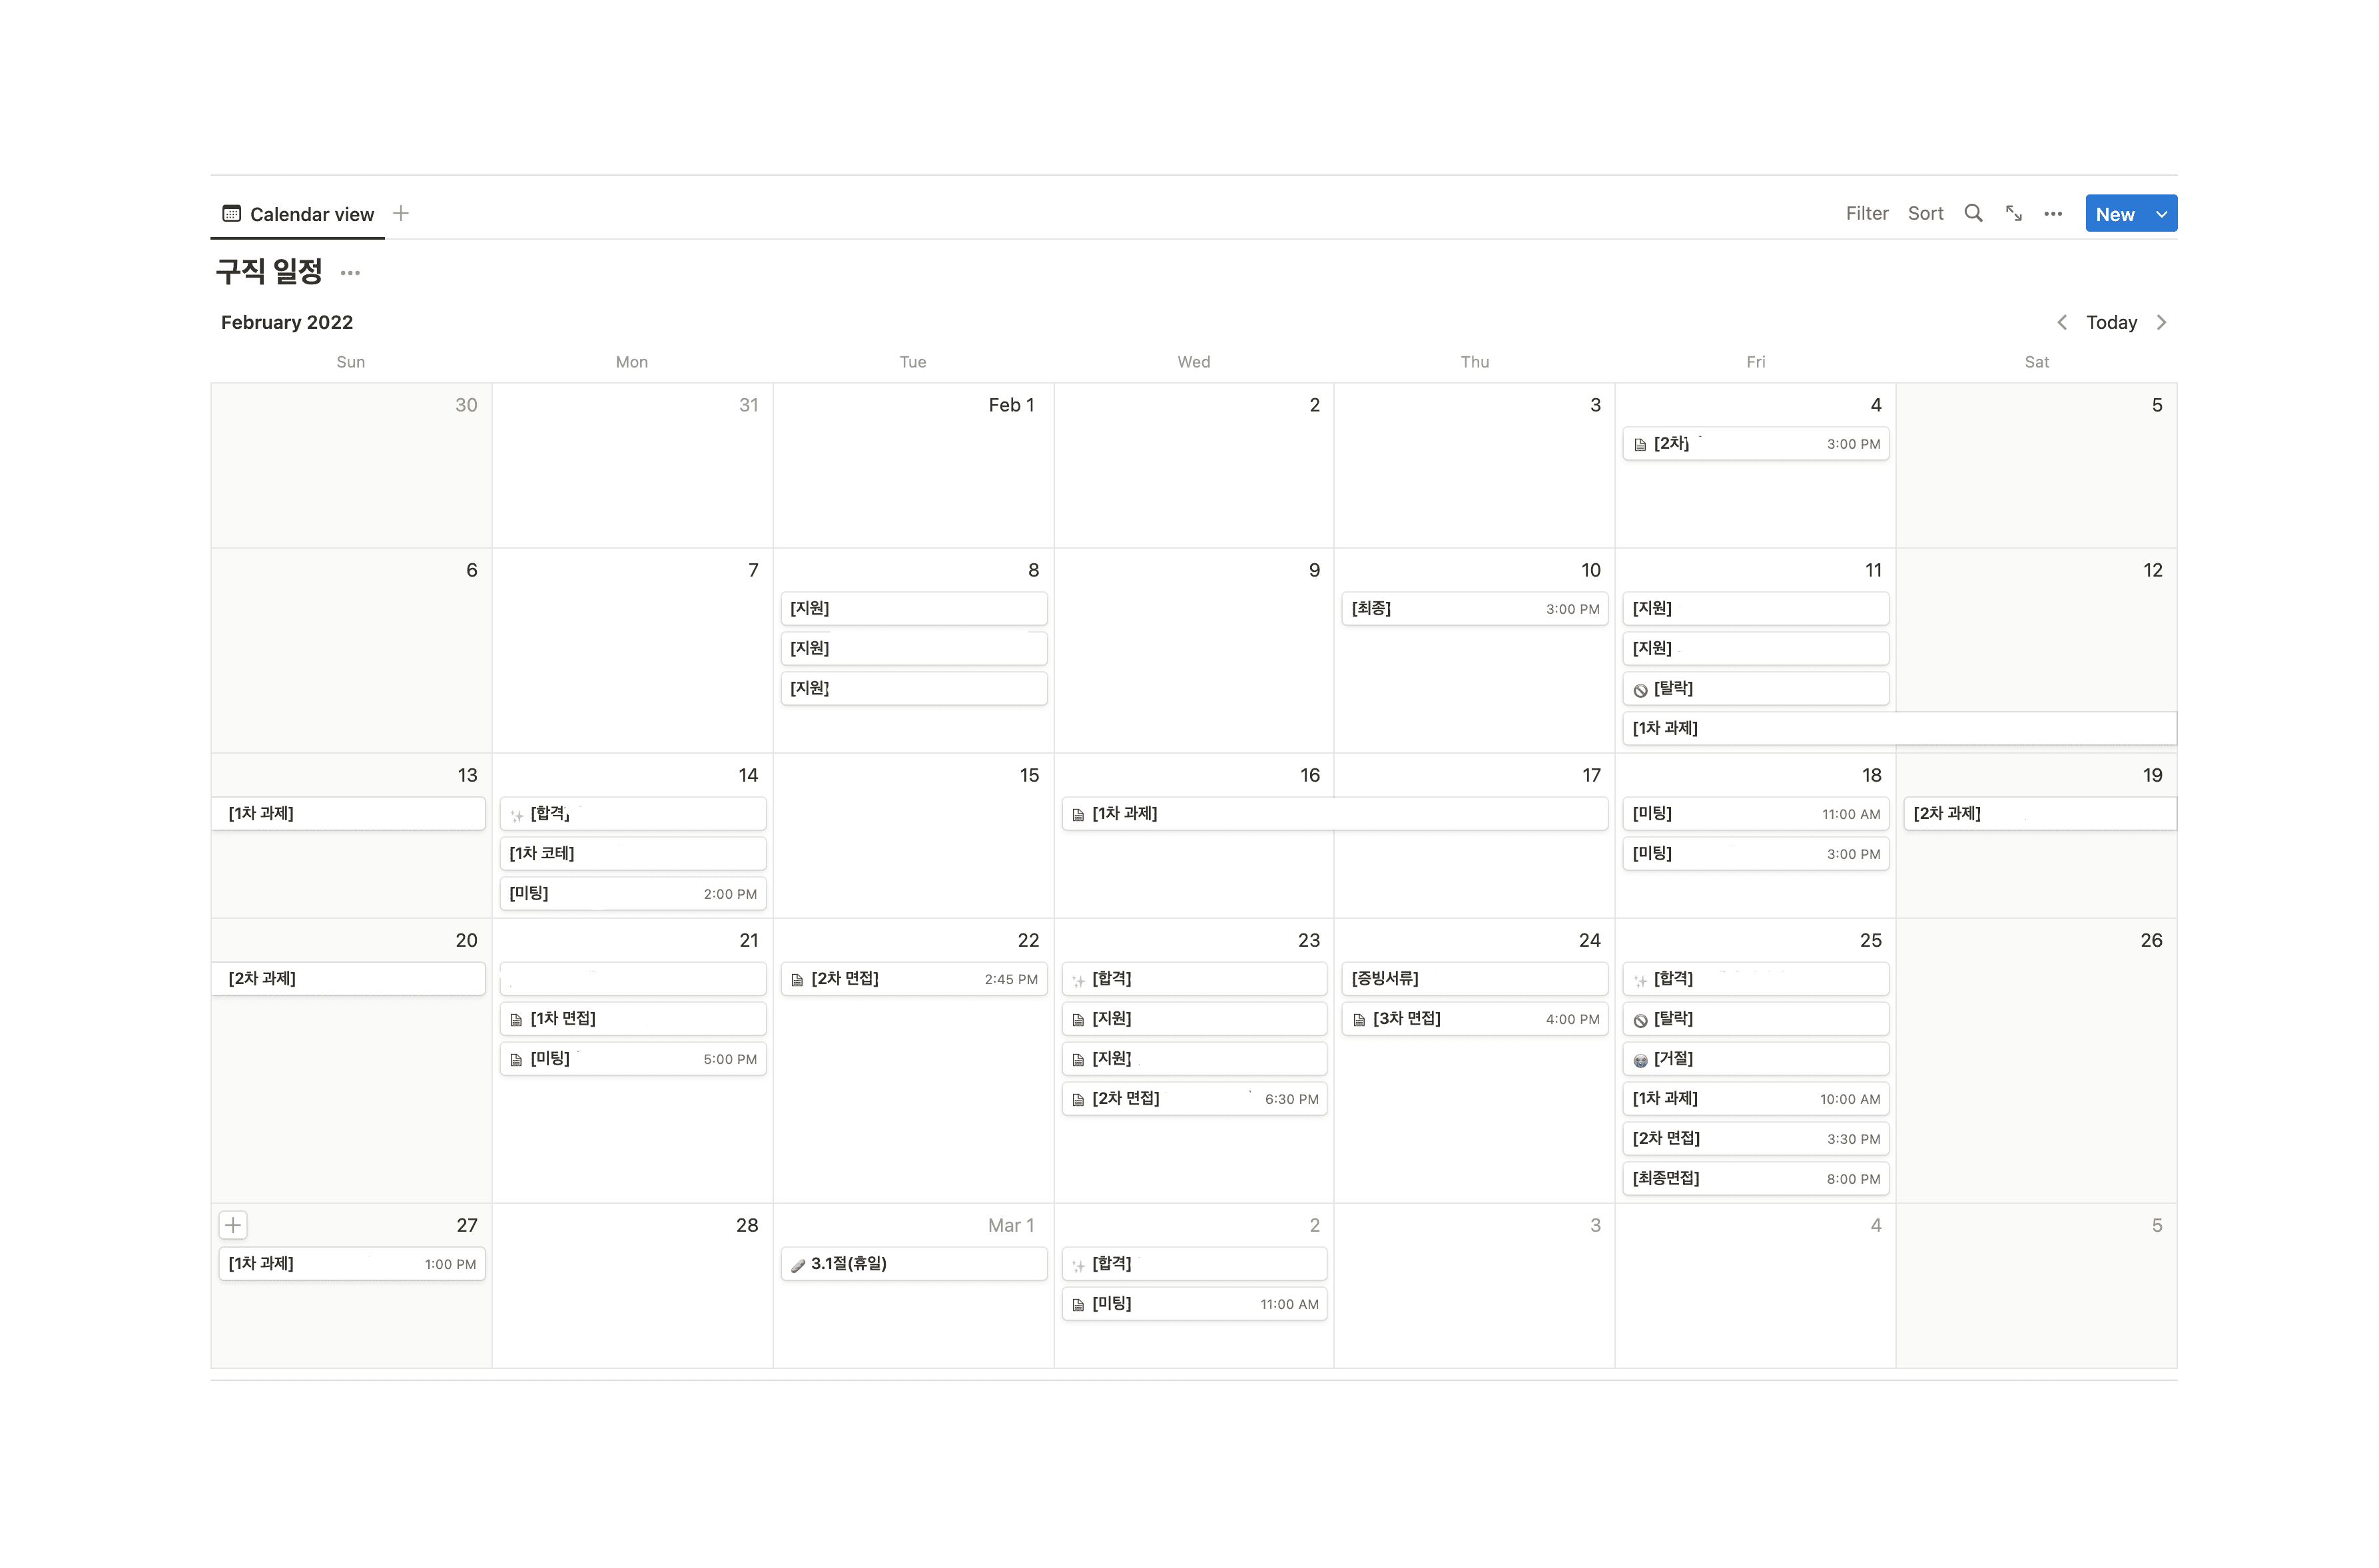 Calendar view
Filter Sort New
구직 일정
February 2022
Today
Sun Mon Tue Wed Thu Fri Sat
30 31 Feb 1 2 3 4 5
[2차] 3:00 PM
6 7 8 9 10 11 12
[지원] [최종] 3:00 PM [지원]
[지원] [지원]
[지원] [탈락]
[1차 과제]
13 14 15 16 17 18 19
[1차 과제] [합격] [1차 과제] [미팅] 11:00 AM [2차 과제]
[1차 코테] [미팅] 3:00 PM
[미팅] 2:00 PM
20 21 22 23 24 25 26
[2차 과제] [2차 면접] 2:45 PM [합격] [증빙서류] [합격]
[1차 면접] [지원] [3차 면접] 4:00 PM [탈락]
[미팅] 5:00 PM [지원] [거절]
[2차 면접] 6:30 PM [1차 과제] 10:00 AM
[2차 면접] 3:30 PM
[최종면접] 8:00 PM
27 28 Mar 1 2 3 4 5
[1차 과제] 1:00 PM 3.1절(휴일) [합격]
[미팅] 11:00 AM